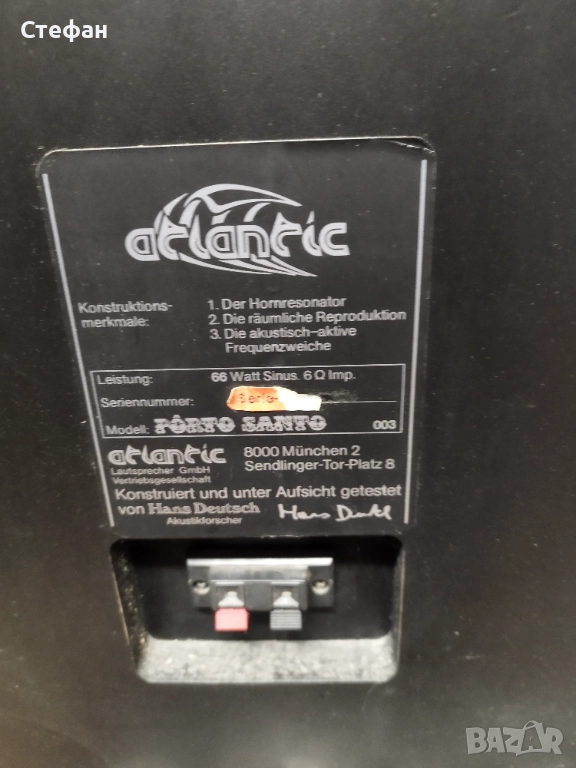 Стефан
atlantic
Konstruktions-
merkmale:
1. Der Hornresonator
2. Die räumliche Reproduktion
3. Die akustisch-aktive
Frequenzweiche
Leistung: 66 Watt Sinus. 6 Ω Imp.
Seriennummer:
Modell: PÔRTO SANTO 003
atlantic
Lautsprecher GmbH
Vertriebsgesellschaft
8000 München 2
Sendlinger-Tor-Platz 8
Konstruiert und unter Aufsicht getestet
von Hans Deutsch
Akustikforscher
BAZAR